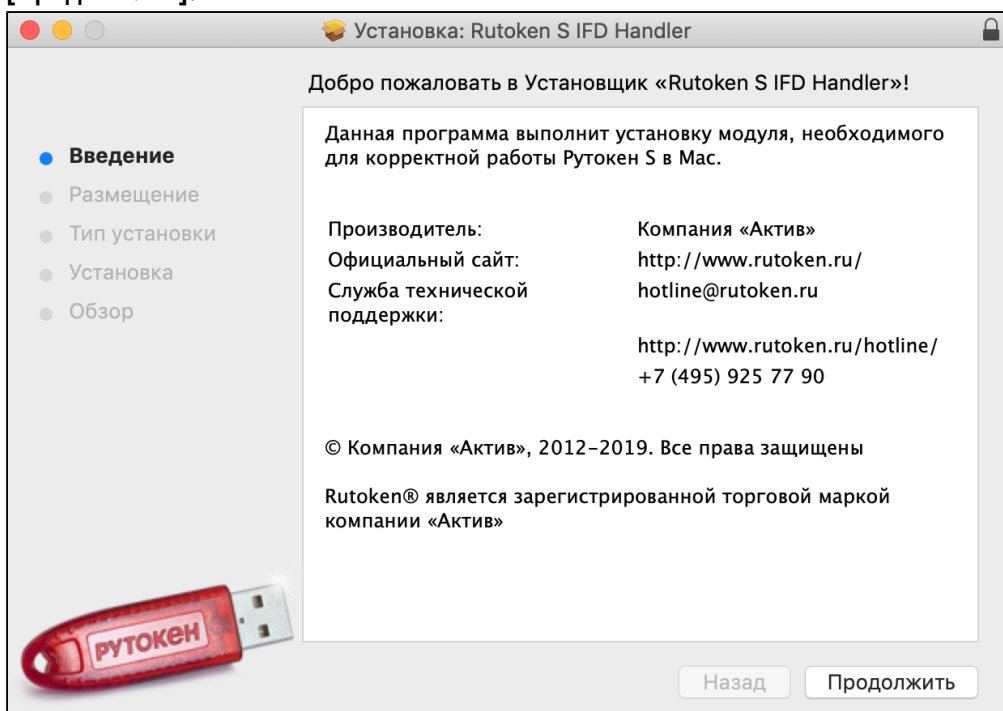 Установка: Rutoken S IFD Handler
Добро пожаловать в Установщик «Rutoken S IFD Handler»!
Введение
Размещение
Тип установки
Установка
Обзор
Данная программа выполнит установку модуля, необходимого
для корректной работы Рутокен S в Mac.
Производитель: Компания «Актив»
Официальный сайт: http://www.rutoken.ru/
Служба технической hotline@rutoken.ru
поддержки:
http://www.rutoken.ru/hotline/
+7 (495) 925 77 90
© Компания «Актив», 2012–2019. Все права защищены
Rutoken® является зарегистрированной торговой маркой
компании «Актив»
РУТОКЕН
Назад Продолжить